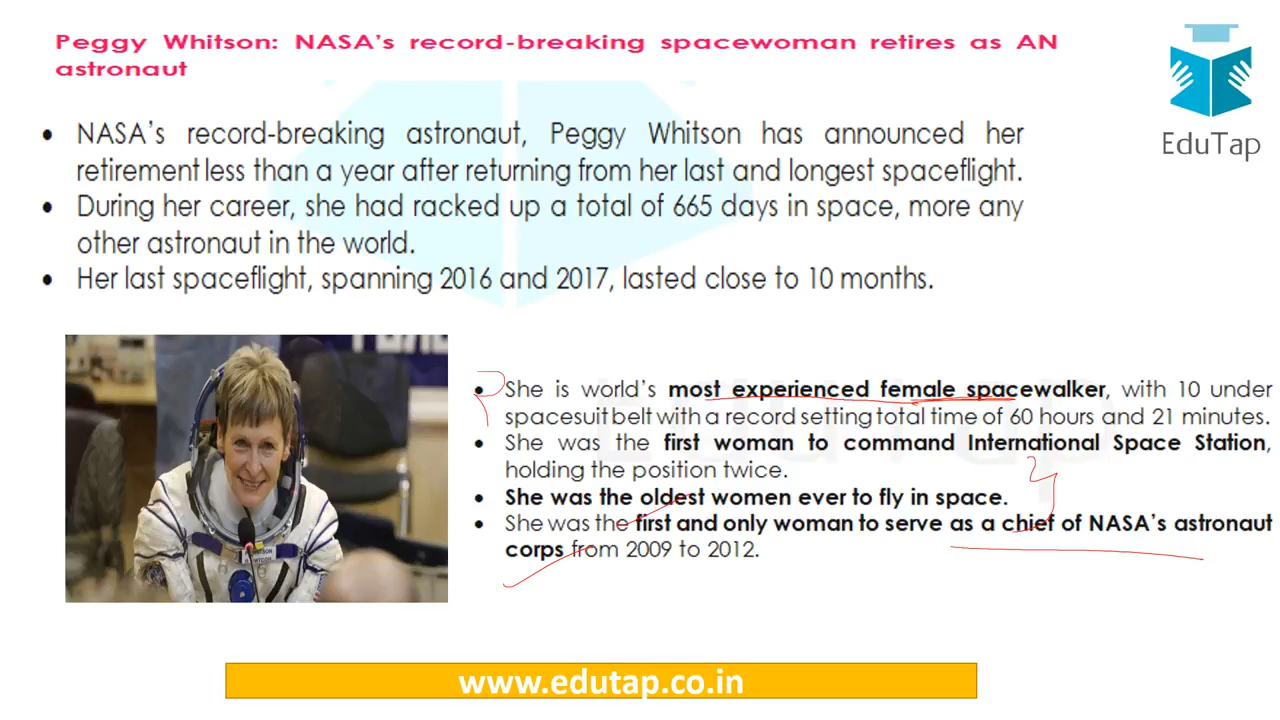 Peggy Whitson: NASA's record-breaking spacewoman retires as AN
astronaut
EduTap
• NASA's record-breaking astronaut, Peggy Whitson has announced her
retirement less than a year after returning from her last and longest spaceflight.
• During her career, she had racked up a total of 665 days in space, more any
other astronaut in the world.
• Her last spaceflight, spanning 2016 and 2017, lasted close to 10 months.
• She is world's most experienced female spacewalker, with 10 under
spacesuit belt with a record setting total time of 60 hours and 21 minutes.
• She was the first woman to command International Space Station,
holding the position twice.
• She was the oldest women ever to fly in space.
• She was the first and only woman to serve as a chief of NASA's astronaut
corps from 2009 to 2012.
www.edutap.co.in